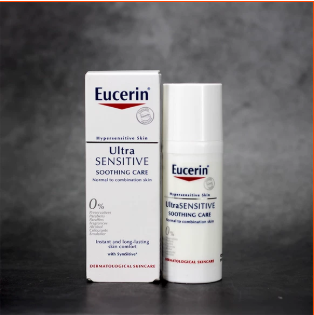 Eucerin®
Hypersensitive Skin
Ultra
SENSITIVE
SOOTHING CARE
Normal to combination skin
0%
Instant and long-lasting
skin comfort
with SymSitive®
DERMATOLOGICAL SKINCARE
Eucerin®
Hypersensitive Skin
UltraSENSITIVE
SOOTHING CARE
Normal to combination skin
0%
DERMATOLOGICAL SKINCARE